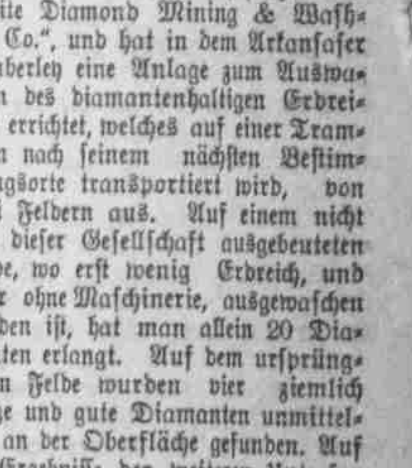 ite Diamond Mining & Wash=
Co.“, und hat in dem Arkansaser
berley eine Anlage zum Auswa=
des diamantenhaltigen Erdrei=
errichtet, welches auf einer Tram=
n nach seinem nächsten Bestim=
gsorte transportiert wird, von
Feldern aus. Auf einem nicht
dieser Gesellschaft ausgebeuteten
de, wo erst wenig Erdreich, und
r ohne Maschinerie, ausgewaschen
den ist, hat man allein 20 Dia=
ten erlangt. Auf dem ursprüng=
n Felde wurden vier ziemlich
e und gute Diamanten unmittel=
an der Oberfläche gefunden. Auf